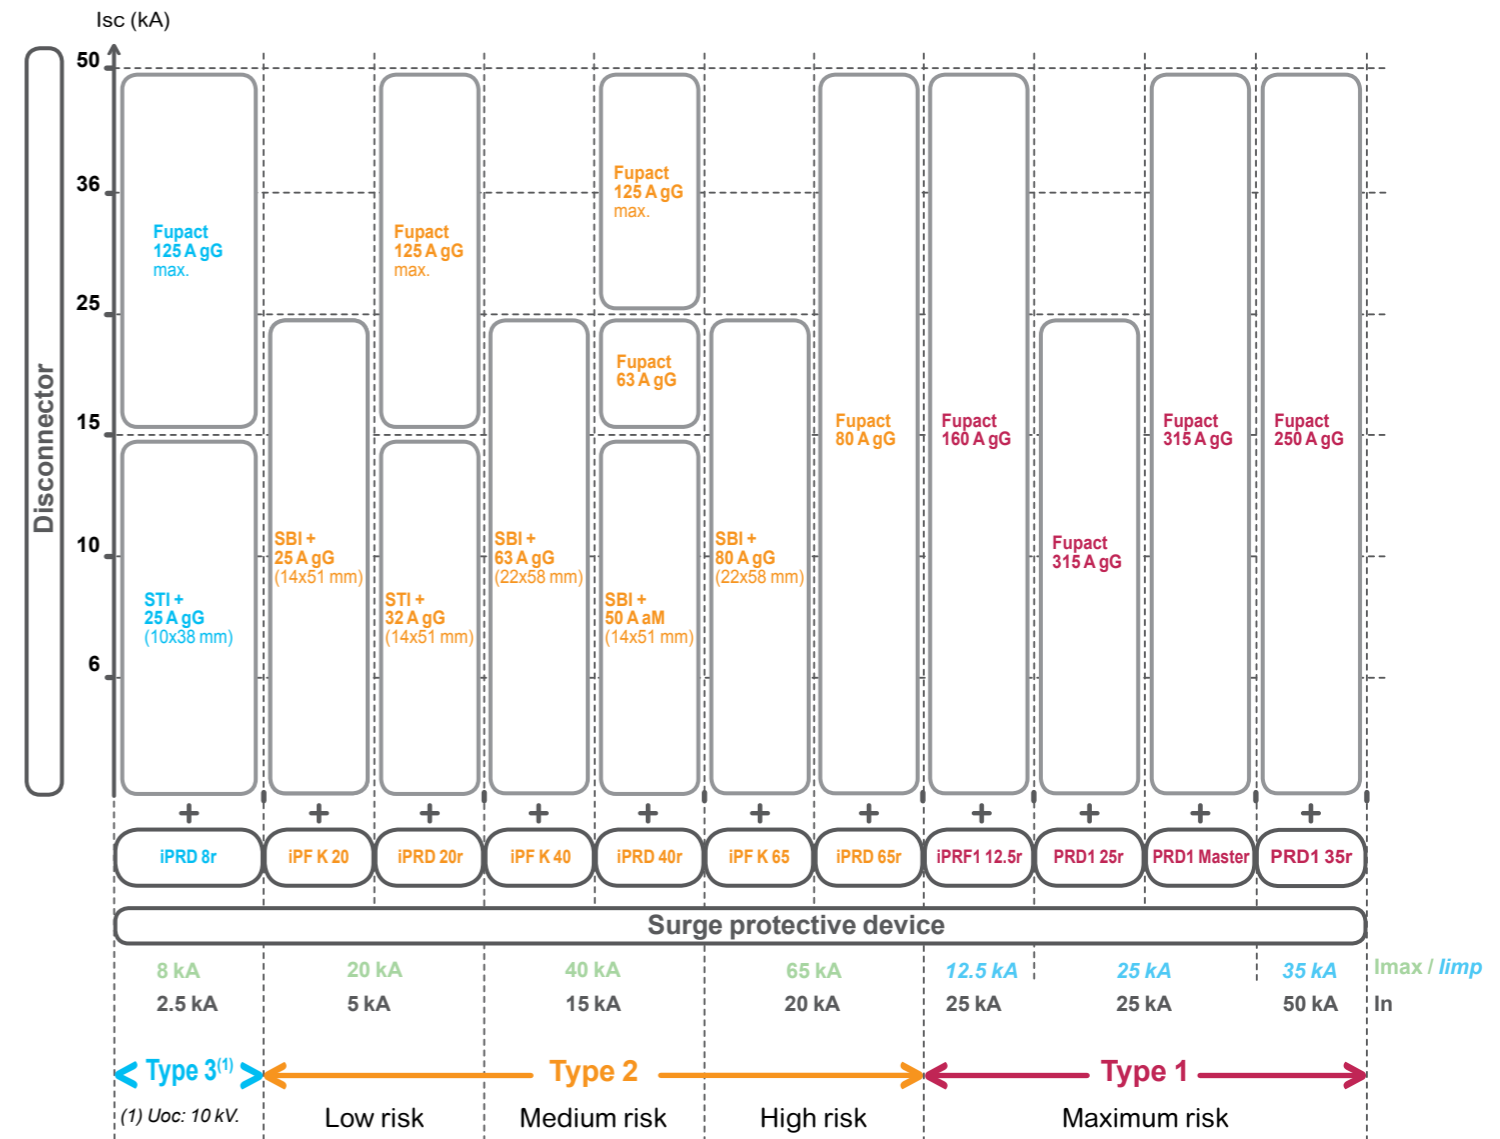 Isc (kA)
Disconnector
50
36
25
15
10
6
Fupact
125 A gG
max.
STI +
25 A gG
(10x38 mm)
SBI +
25 A gG
(14x51 mm)
Fupact
125 A gG
max.
STI +
32 A gG
(14x51 mm)
SBI +
63 A gG
(22x58 mm)
Fupact
125 A gG
max.
Fupact
63 A gG
SBI +
50 A aM
(14x51 mm)
SBI +
80 A gG
(22x58 mm)
Fupact
80 A gG
Fupact
160 A gG
Fupact
315 A gG
Fupact
315 A gG
Fupact
250 A gG
+ + + + + + + + + + +
iPRD 8r iPF K 20 iPRD 20r iPF K 40 iPRD 40r iPF K 65 iPRD 65r iPRF1 12.5r PRD1 25r PRD1 Master PRD1 35r
Surge protective device
8 kA 20 kA 40 kA 65 kA 12.5 kA 25 kA 35 kA Imax / Iimp
2.5 kA 5 kA 15 kA 20 kA 25 kA 25 kA 50 kA In
Type 3(1) Type 2 Type 1
(1) Uoc: 10 kV. Low risk Medium risk High risk Maximum risk